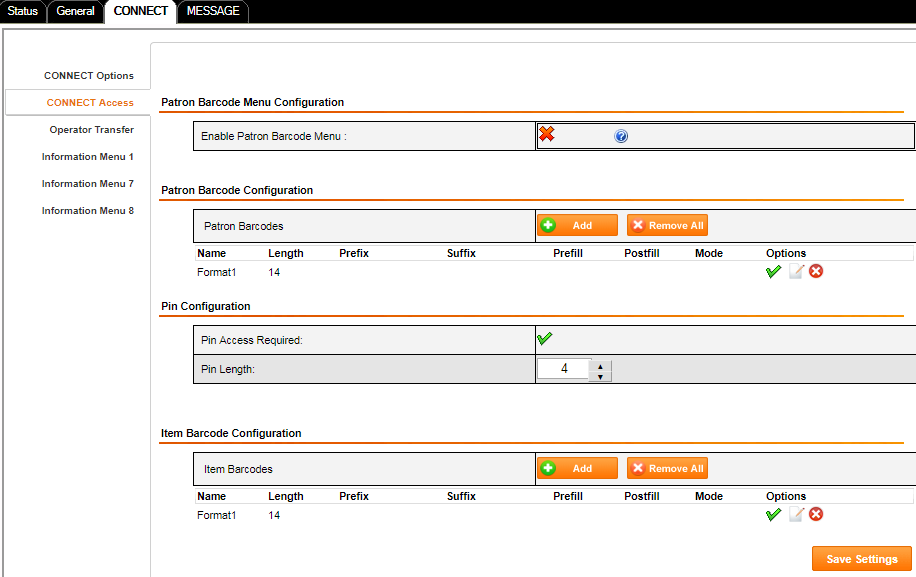 Status General CONNECT MESSAGE
CONNECT Options
CONNECT Access
Operator Transfer
Information Menu 1
Information Menu 7
Information Menu 8
Patron Barcode Menu Configuration
Enable Patron Barcode Menu : ?
Patron Barcode Configuration
Patron Barcodes Add Remove All
Name Length Prefix Suffix Prefill Postfill Mode Options
Format1 14
Pin Configuration
Pin Access Required:
Pin Length: 4
Item Barcode Configuration
Item Barcodes Add Remove All
Name Length Prefix Suffix Prefill Postfill Mode Options
Format1 14
Save Settings